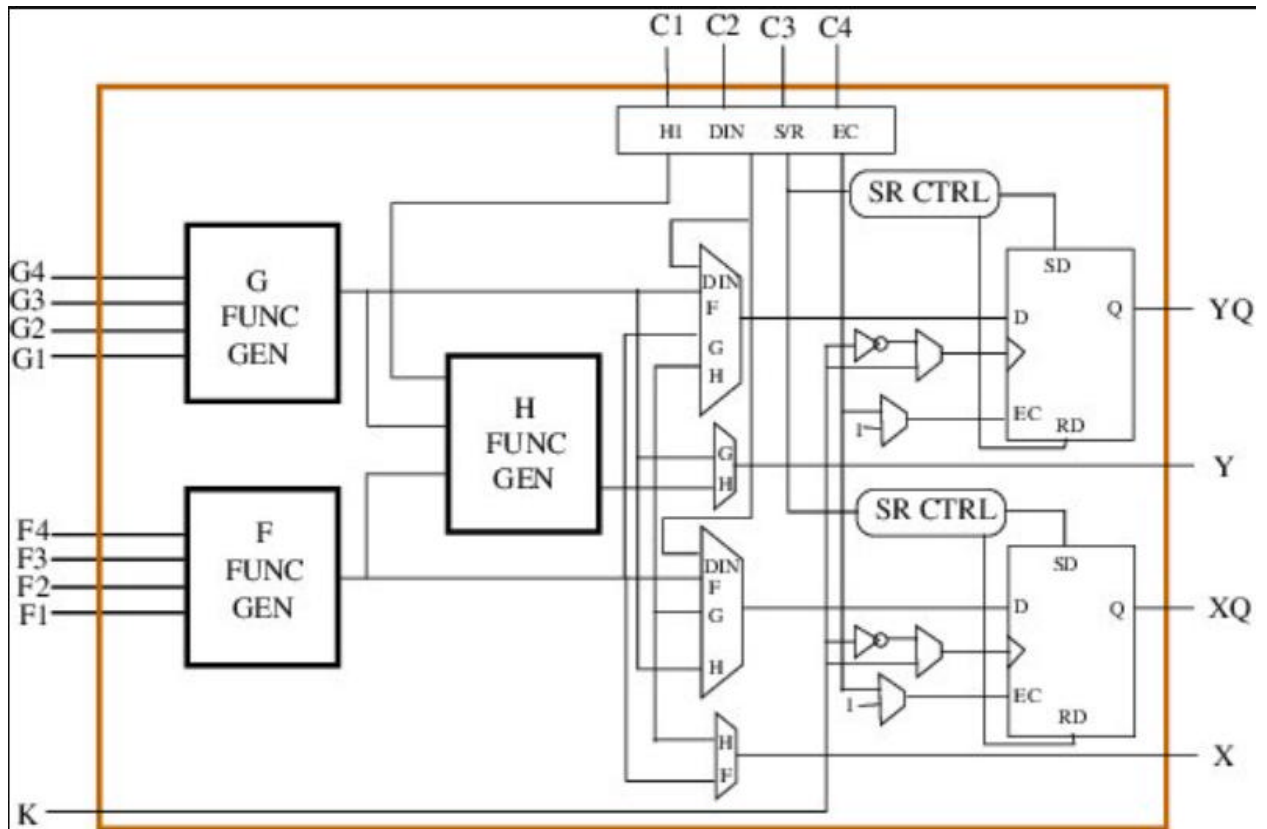 C1 C2 C3 C4
H1 DIN S/R EC
SR CTRL
G4
G3
G2
G1
G
FUNC
GEN
DIN
F
G
H
SD
D
Q
YQ
EC
RD
1
H
FUNC
GEN
G
H
Y
F4
F3
F2
F1
F
FUNC
GEN
SR CTRL
DIN
F
G
H
SD
D
Q
XQ
EC
RD
1
H
F
X
K